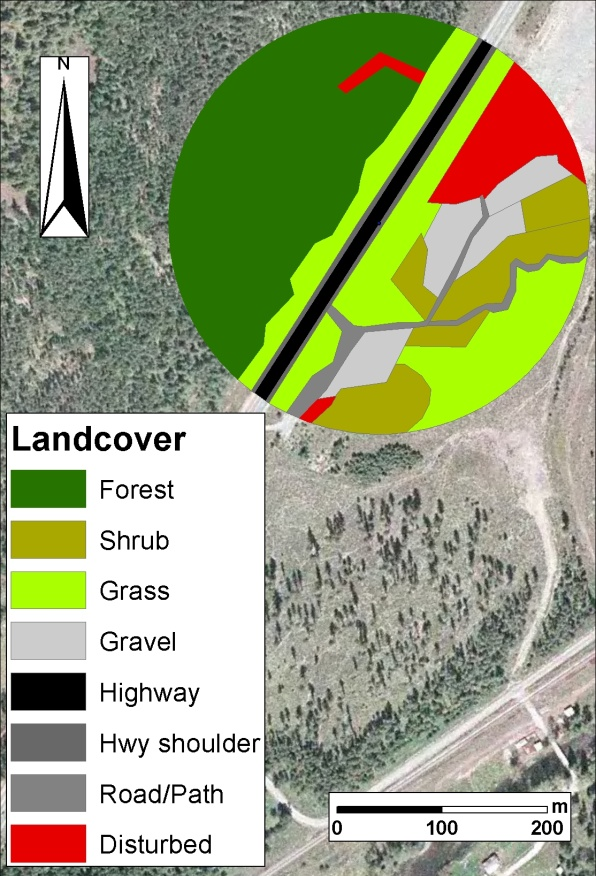 N
Landcover
Forest
Shrub
Grass
Gravel
Highway
Hwy shoulder
Road/Path
Disturbed
m
0 100 200